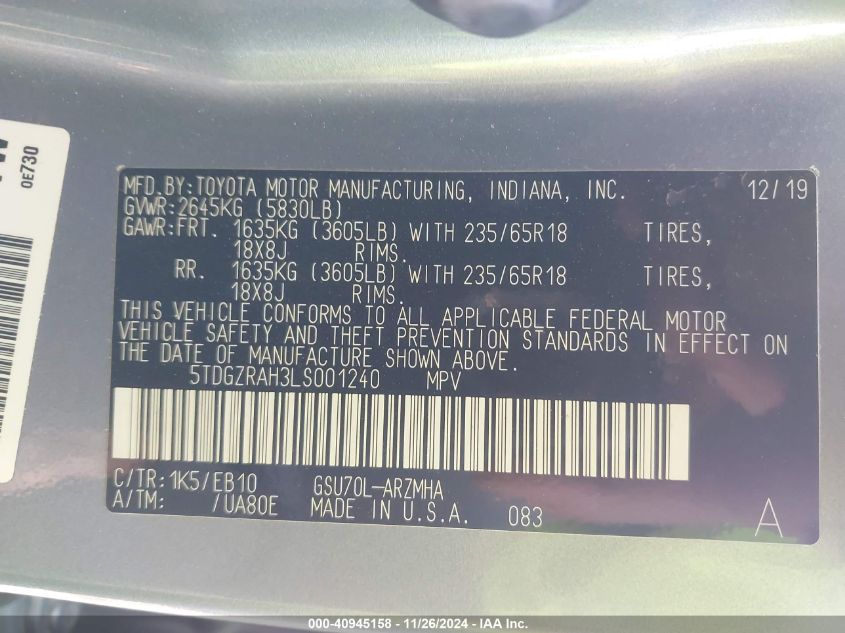 MFD.BY:TOYOTA MOTOR MANUFACTURING, INDIANA, INC. 12/19
GVWR:2645KG (5830LB)
GAWR:FRT. 1635KG (3605LB) WITH 235/65R18 TIRES,
18X8J RIMS.
RR. 1635KG (3605LB) WITH 235/65R18 TIRES,
18X8J RIMS.
THIS VEHICLE CONFORMS TO ALL APPLICABLE FEDERAL MOTOR
VEHICLE SAFETY AND THEFT PREVENTION STANDARDS IN EFFECT ON
THE DATE OF MANUFACTURE SHOWN ABOVE.
5TDGZRAH3LS001240 MPV
C/TR: 1K5/EB10 GSU70L-ARZMHA
A/TM: /UA80E MADE IN U.S.A. 083 A
0E730
000-40945158 - 11/26/2024 - IAA Inc.